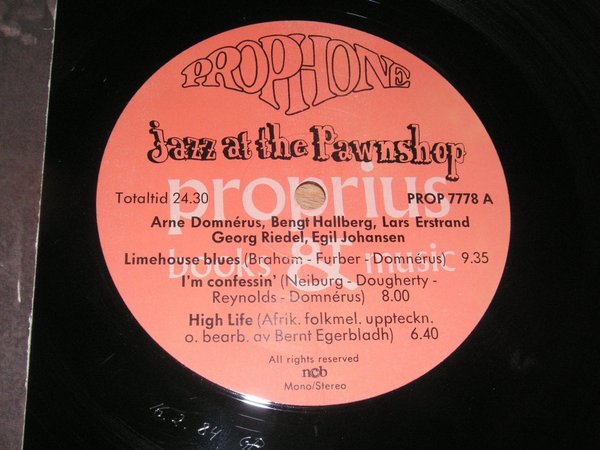 PROPHONE
Jazz at the Pawnshop
proprius
books & music
Totaltid 24.30
PROP 7778 A
Arne Domnérus, Bengt Hallberg, Lars Erstrand
Georg Riedel, Egil Johansen
Limehouse blues (Braham - Furber - Domnérus) 9.35
I'm confessin' (Neiburg - Dougherty -
Reynolds - Domnérus) 8.00
High Life (Afrik. folkmel. uppteckn.
o. bearb. av Bernt Egerbladh) 6.40
All rights reserved
ncb
Mono/Stereo